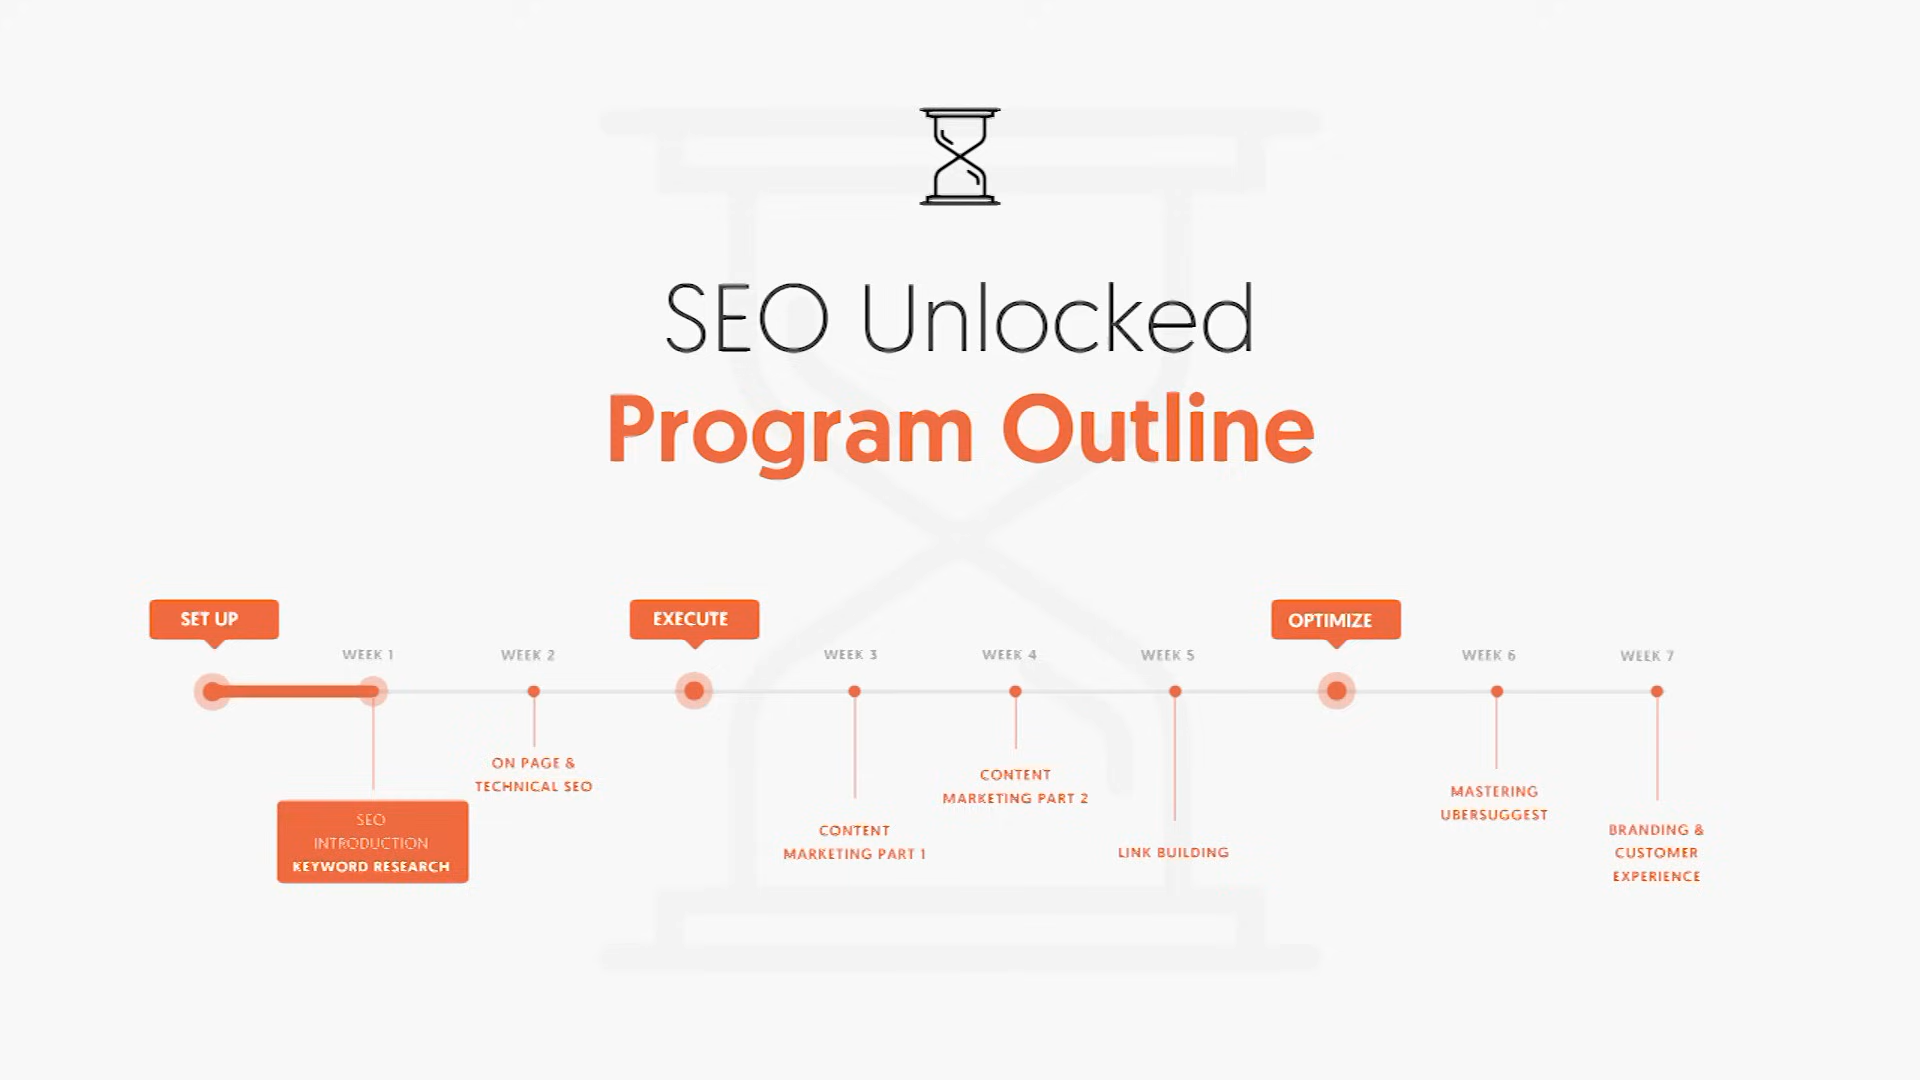 SEO Unlocked
Program Outline
SET UP
EXECUTE
OPTIMIZE
WEEK 1
WEEK 2
WEEK 3
WEEK 4
WEEK 5
WEEK 6
WEEK 7
SEO
INTRODUCTION
KEYWORD RESEARCH
ON PAGE &
TECHNICAL SEO
CONTENT
MARKETING PART 1
CONTENT
MARKETING PART 2
LINK BUILDING
MASTERING
UBERSUGGEST
BRANDING &
CUSTOMER
EXPERIENCE